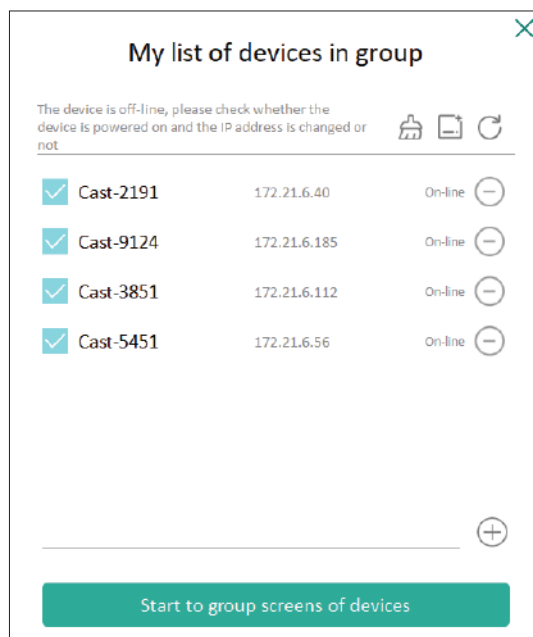 My list of devices in group
The device is off-line, please check whether the
device is powered on and the IP address is changed or
not
Cast-2191 172.21.6.40 On-line
Cast-9124 172.21.6.185 On-line
Cast-3851 172.21.6.112 On-line
Cast-5451 172.21.6.56 On-line
Start to group screens of devices